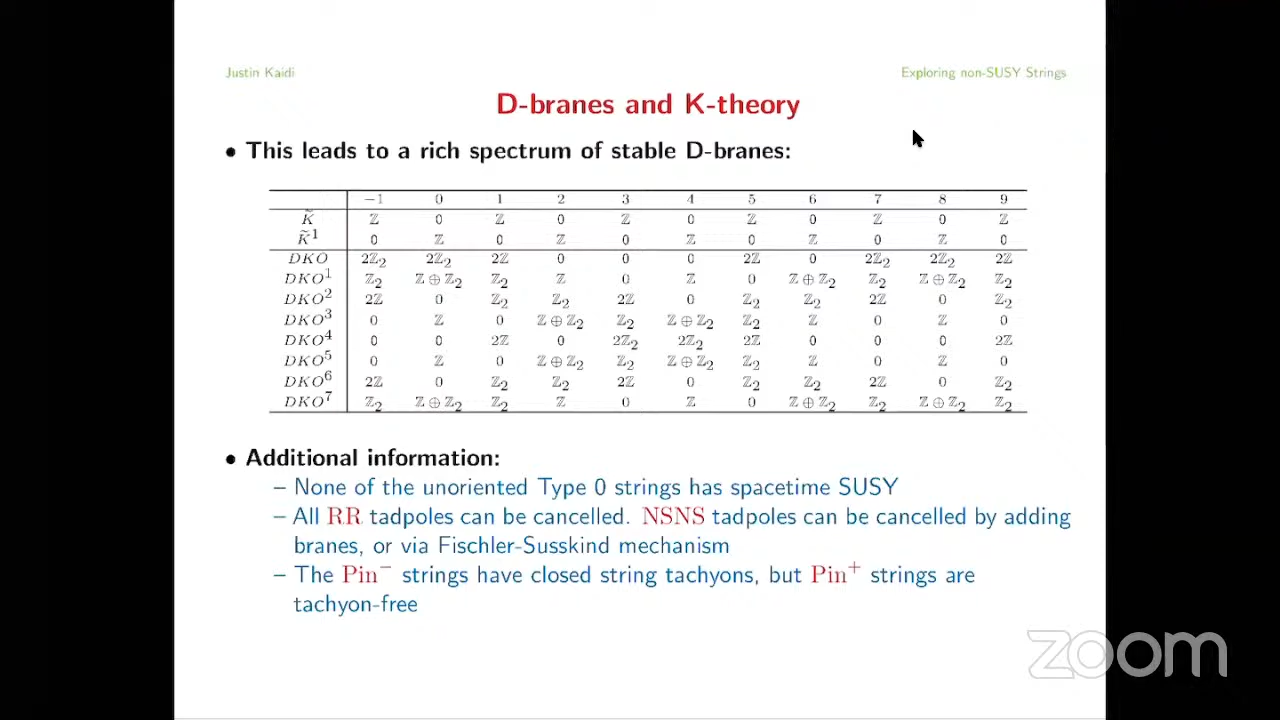 Justin Kaidi Exploring non-SUSY Strings
D-branes and K-theory
• This leads to a rich spectrum of stable D-branes:
−1 0 1 2 3 4 5 6 7 8 9
K̃ ℤ 0 ℤ 0 ℤ 0 ℤ 0 ℤ 0 ℤ
K̃¹ 0 ℤ 0 ℤ 0 ℤ 0 ℤ 0 ℤ 0
DKO 2ℤ₂ 2ℤ₂ 2ℤ 0 0 0 2ℤ 0 2ℤ₂ 2ℤ₂ 2ℤ
DKO¹ ℤ₂ ℤ ⊕ ℤ₂ ℤ₂ ℤ 0 ℤ 0 ℤ ⊕ ℤ₂ ℤ₂ ℤ ⊕ ℤ₂ ℤ₂
DKO² 2ℤ 0 ℤ₂ ℤ₂ 2ℤ 0 ℤ₂ ℤ₂ 2ℤ 0 ℤ₂
DKO³ 0 ℤ 0 ℤ ⊕ ℤ₂ ℤ₂ ℤ ⊕ ℤ₂ ℤ₂ ℤ 0 ℤ 0
DKO⁴ 0 0 2ℤ 0 2ℤ₂ 2ℤ₂ 2ℤ 0 0 0 2ℤ
DKO⁵ 0 ℤ 0 ℤ ⊕ ℤ₂ ℤ₂ ℤ ⊕ ℤ₂ ℤ₂ ℤ 0 ℤ 0
DKO⁶ 2ℤ 0 ℤ₂ ℤ₂ 2ℤ 0 ℤ₂ ℤ₂ 2ℤ 0 ℤ₂
DKO⁷ ℤ₂ ℤ ⊕ ℤ₂ ℤ₂ ℤ 0 ℤ 0 ℤ ⊕ ℤ₂ ℤ₂ ℤ ⊕ ℤ₂ ℤ₂
• Additional information:
– None of the unoriented Type 0 strings has spacetime SUSY
– All RR tadpoles can be cancelled. NSNS tadpoles can be cancelled by adding
branes, or via Fischler-Susskind mechanism
– The Pin⁻ strings have closed string tachyons, but Pin⁺ strings are
tachyon-free
zoom